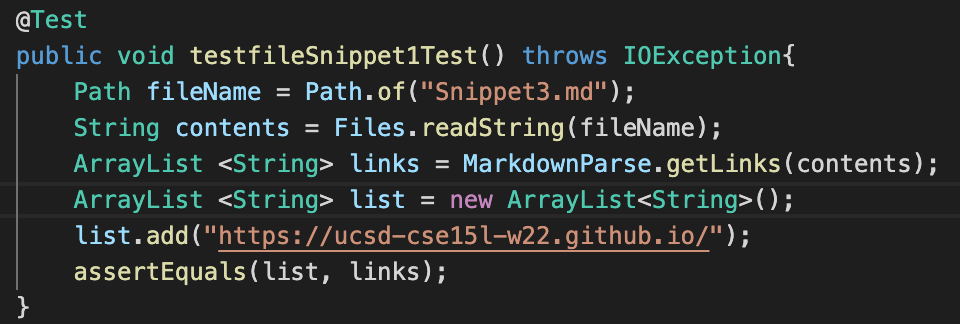 @Test
public void testfileSnippet1Test() throws IOException{
    Path fileName = Path.of("Snippet3.md");
    String contents = Files.readString(fileName);
    ArrayList <String> links = MarkdownParse.getLinks(contents);
    ArrayList <String> list = new ArrayList<String>();
    list.add("https://ucsd-cse15l-w22.github.io/");
    assertEquals(list, links);
}